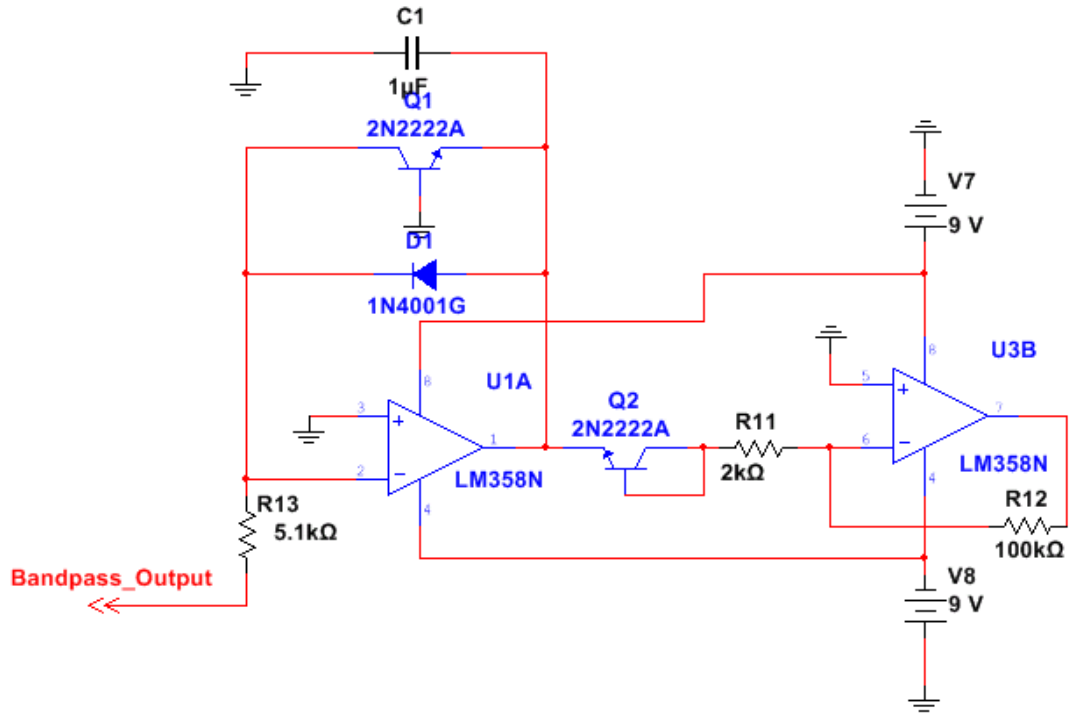 C1
1µF
Q1
2N2222A
D1
1N4001G
V7
9 V
8
U1A
3
+
1
2
−
LM358N
4
Q2
2N2222A
R11
2kΩ
8
U3B
5
+
7
6
−
LM358N
4
R12
100kΩ
R13
5.1kΩ
Bandpass_Output
V8
9 V